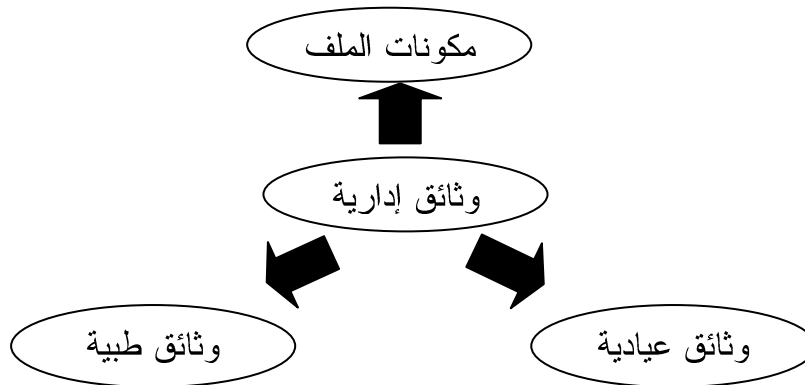 مكونات الملف
وثائق إدارية
وثائق عيادية
وثائق طبية